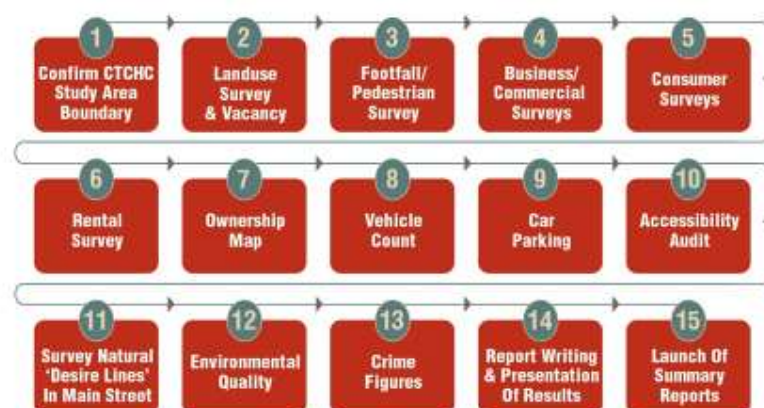 1
Confirm CTCHC
Study Area
Boundary
2
Landuse
Survey
& Vacancy
3
Footfall/
Pedestrian
Survey
4
Business/
Commercial
Surveys
5
Consumer
Surveys
6
Rental
Survey
7
Ownership
Map
8
Vehicle
Count
9
Car
Parking
10
Accessibility
Audit
11
Survey Natural
'Desire Lines'
In Main Street
12
Environmental
Quality
13
Crime
Figures
14
Report Writing
& Presentation
Of Results
15
Launch Of
Summary
Reports